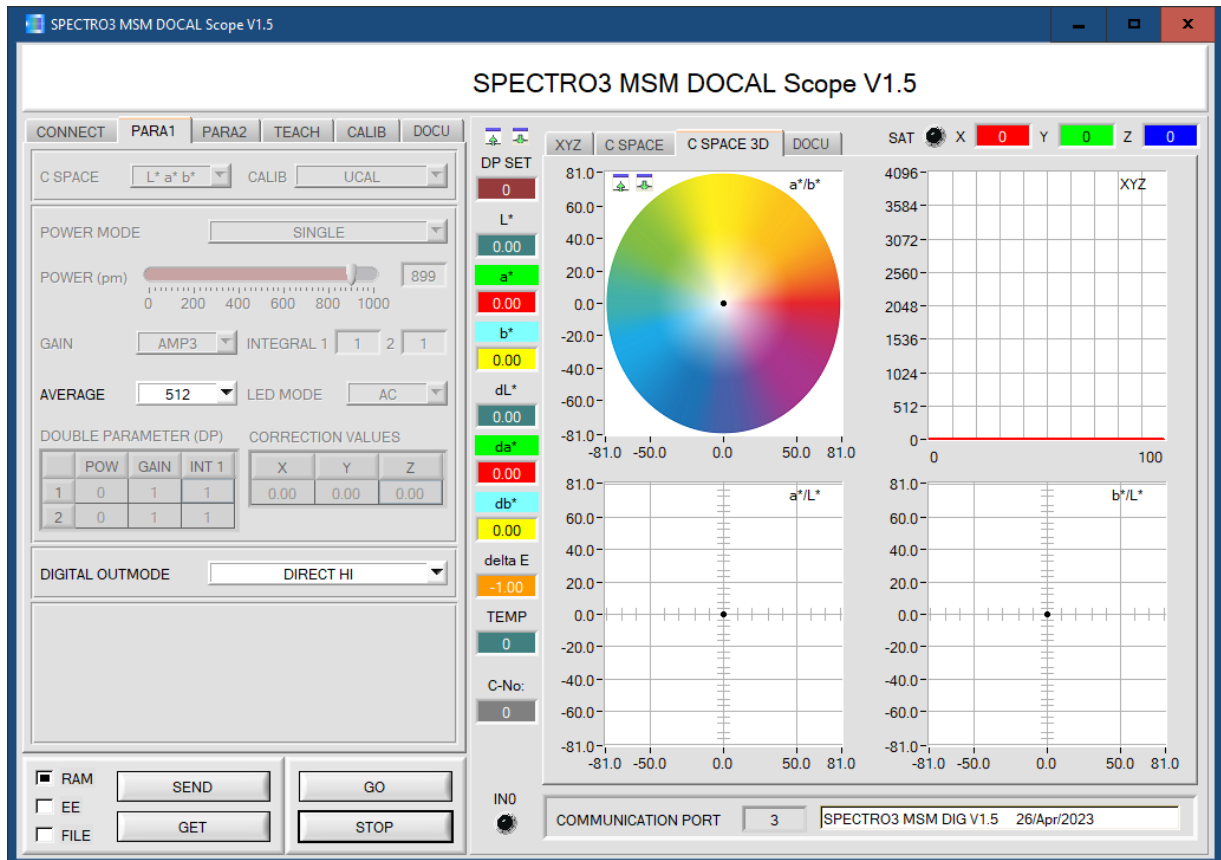 SPECTRO3 MSM DOCAL Scope V1.5
SPECTRO3 MSM DOCAL Scope V1.5
CONNECT PARA1 PARA2 TEACH CALIB DOCU
C SPACE L* a* b* CALIB UCAL
POWER MODE SINGLE
POWER (pm) 899
0 200 400 600 800 1000
GAIN AMP3 INTEGRAL 1 1 2 1
AVERAGE 512 LED MODE AC
DOUBLE PARAMETER (DP) CORRECTION VALUES
POW GAIN INT 1 X Y Z
1 0 1 1 0.00 0.00 0.00
2 0 1 1
DIGITAL OUTMODE DIRECT HI
RAM
EE
FILE
SEND
GET
GO
STOP
DP SET
0
L*
0.00
a*
0.00
b*
0.00
dL*
0.00
da*
0.00
db*
0.00
delta E
-1.00
TEMP
0
C-No:
0
IN0
XYZ C SPACE C SPACE 3D DOCU
SAT X 0 Y 0 Z 0
a*/b*
81.0
60.0
40.0
20.0
0.0
-20.0
-40.0
-60.0
-81.0
-81.0 -50.0 0.0 50.0 81.0
XYZ
4096
3584
3072
2560
2048
1536
1024
512
0
0 100
a*/L*
81.0
60.0
40.0
20.0
0.0
-20.0
-40.0
-60.0
-81.0
-81.0 -50.0 0.0 50.0 81.0
b*/L*
81.0
60.0
40.0
20.0
0.0
-20.0
-40.0
-60.0
-81.0
-81.0 -50.0 0.0 50.0 81.0
COMMUNICATION PORT 3 SPECTRO3 MSM DIG V1.5 26/Apr/2023